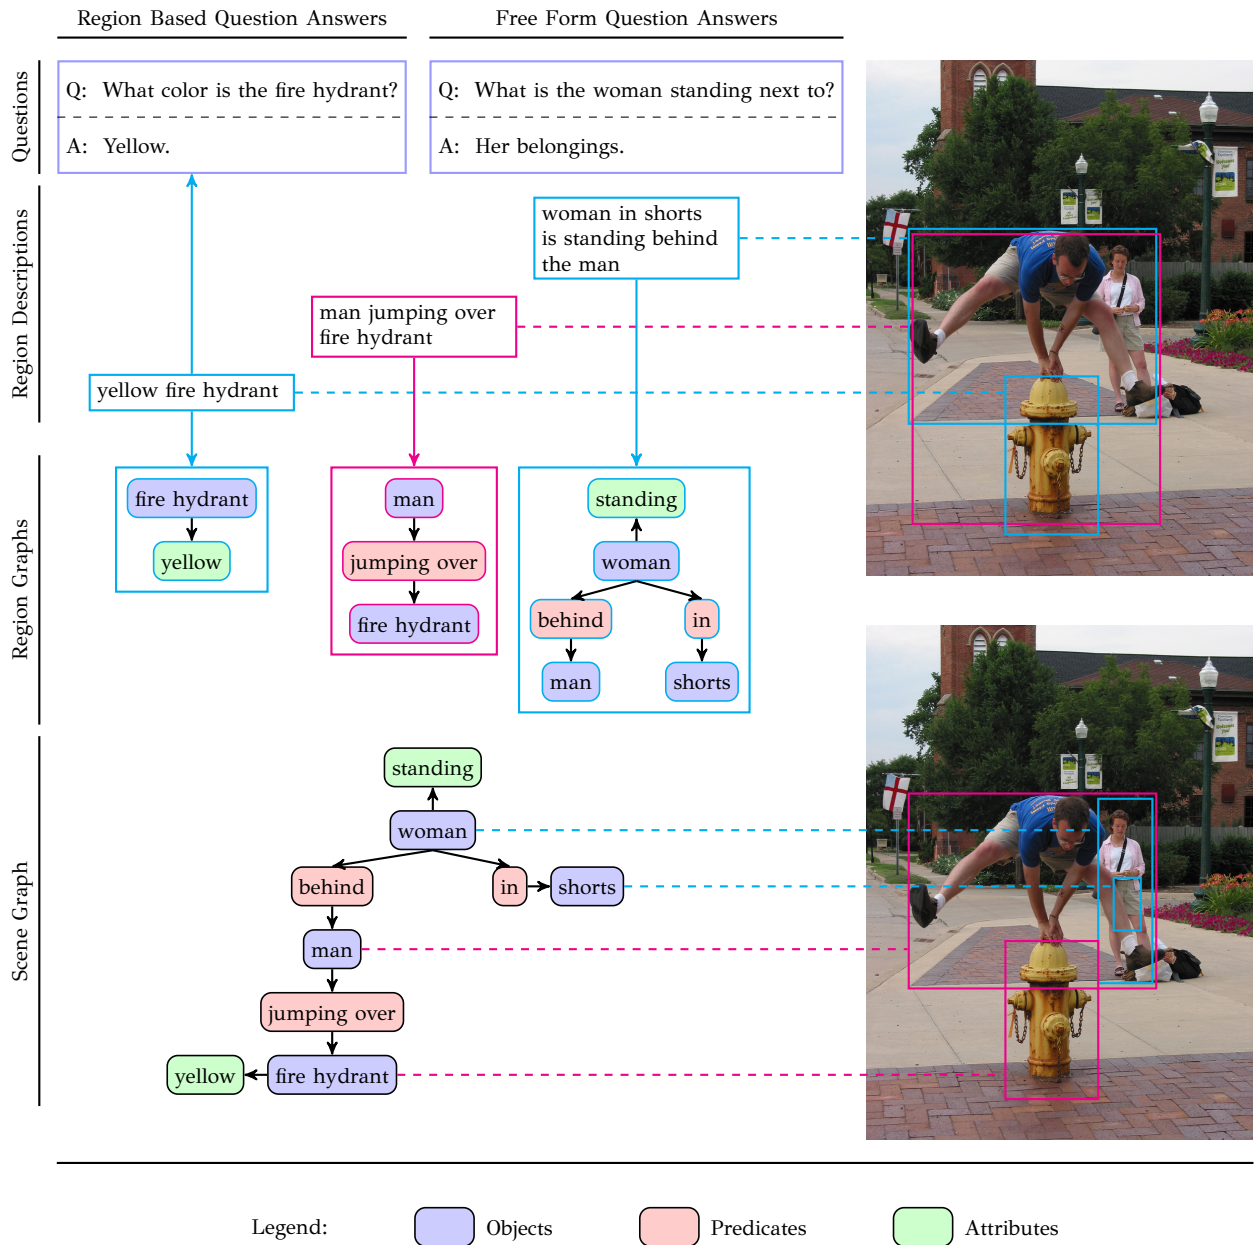 Region Based Question Answers
Free Form Question Answers
Questions
Q: What color is the fire hydrant?
A: Yellow.
Q: What is the woman standing next to?
A: Her belongings.
Region Descriptions
woman in shorts
is standing behind
the man
man jumping over
fire hydrant
yellow fire hydrant
Region Graphs
fire hydrant
yellow
man
jumping over
fire hydrant
standing
woman
behind
in
man
shorts
Scene Graph
standing
woman
behind
in
shorts
man
jumping over
yellow
fire hydrant
Legend:
Objects
Predicates
Attributes